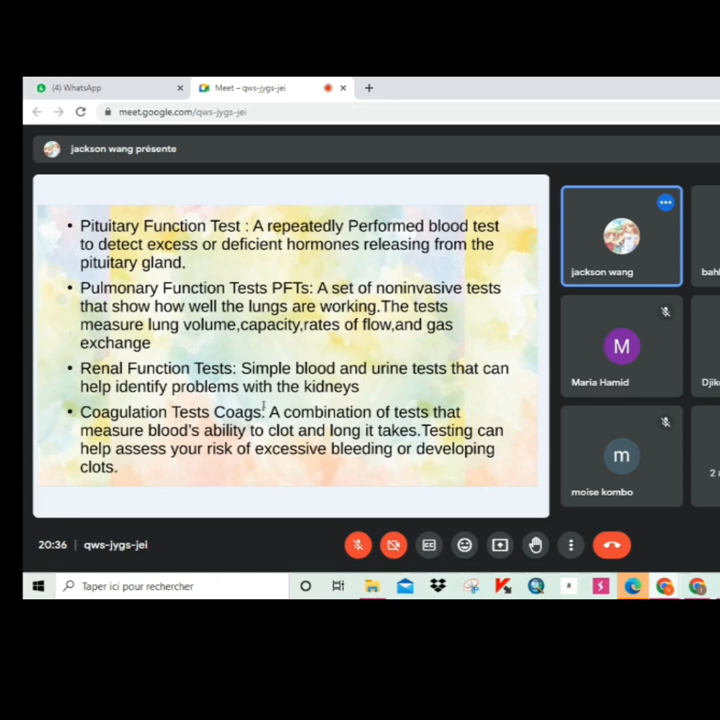 (4) WhatsApp
Meet – qws-jygs-jei
meet.google.com/qws-jygs-jei
jackson wang présente
• Pituitary Function Test : A repeatedly Performed blood test
to detect excess or deficient hormones releasing from the
pituitary gland.
• Pulmonary Function Tests PFTs: A set of noninvasive tests
that show how well the lungs are working.The tests
measure lung volume,capacity,rates of flow,and gas
exchange
• Renal Function Tests: Simple blood and urine tests that can
help identify problems with the kidneys
• Coagulation Tests Coags: A combination of tests that
measure blood's ability to clot and long it takes.Testing can
help assess your risk of excessive bleeding or developing
clots.
jackson wang
bah
M
Maria Hamid
Djik
m
moise kombo
2
20:36 | qws-jygs-jei
Taper ici pour rechercher